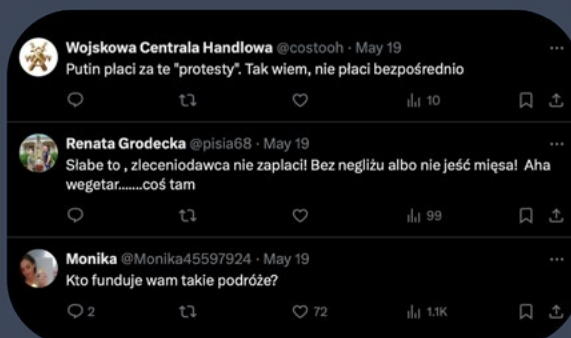 Wojskowa Centrala Handlowa @costooh · May 19
Putin płaci za te "protesty". Tak wiem, nie płaci bezpośrednio
10
Renata Grodecka @pisia68 · May 19
Słabe to , zleceniodawca nie zaplaci! Bez negliżu albo nie jeść mięsa! Aha
wegetar.......coś tam
99
Monika @Monika45597924 · May 19
Kto funduje wam takie podróże?
2 72 1.1K